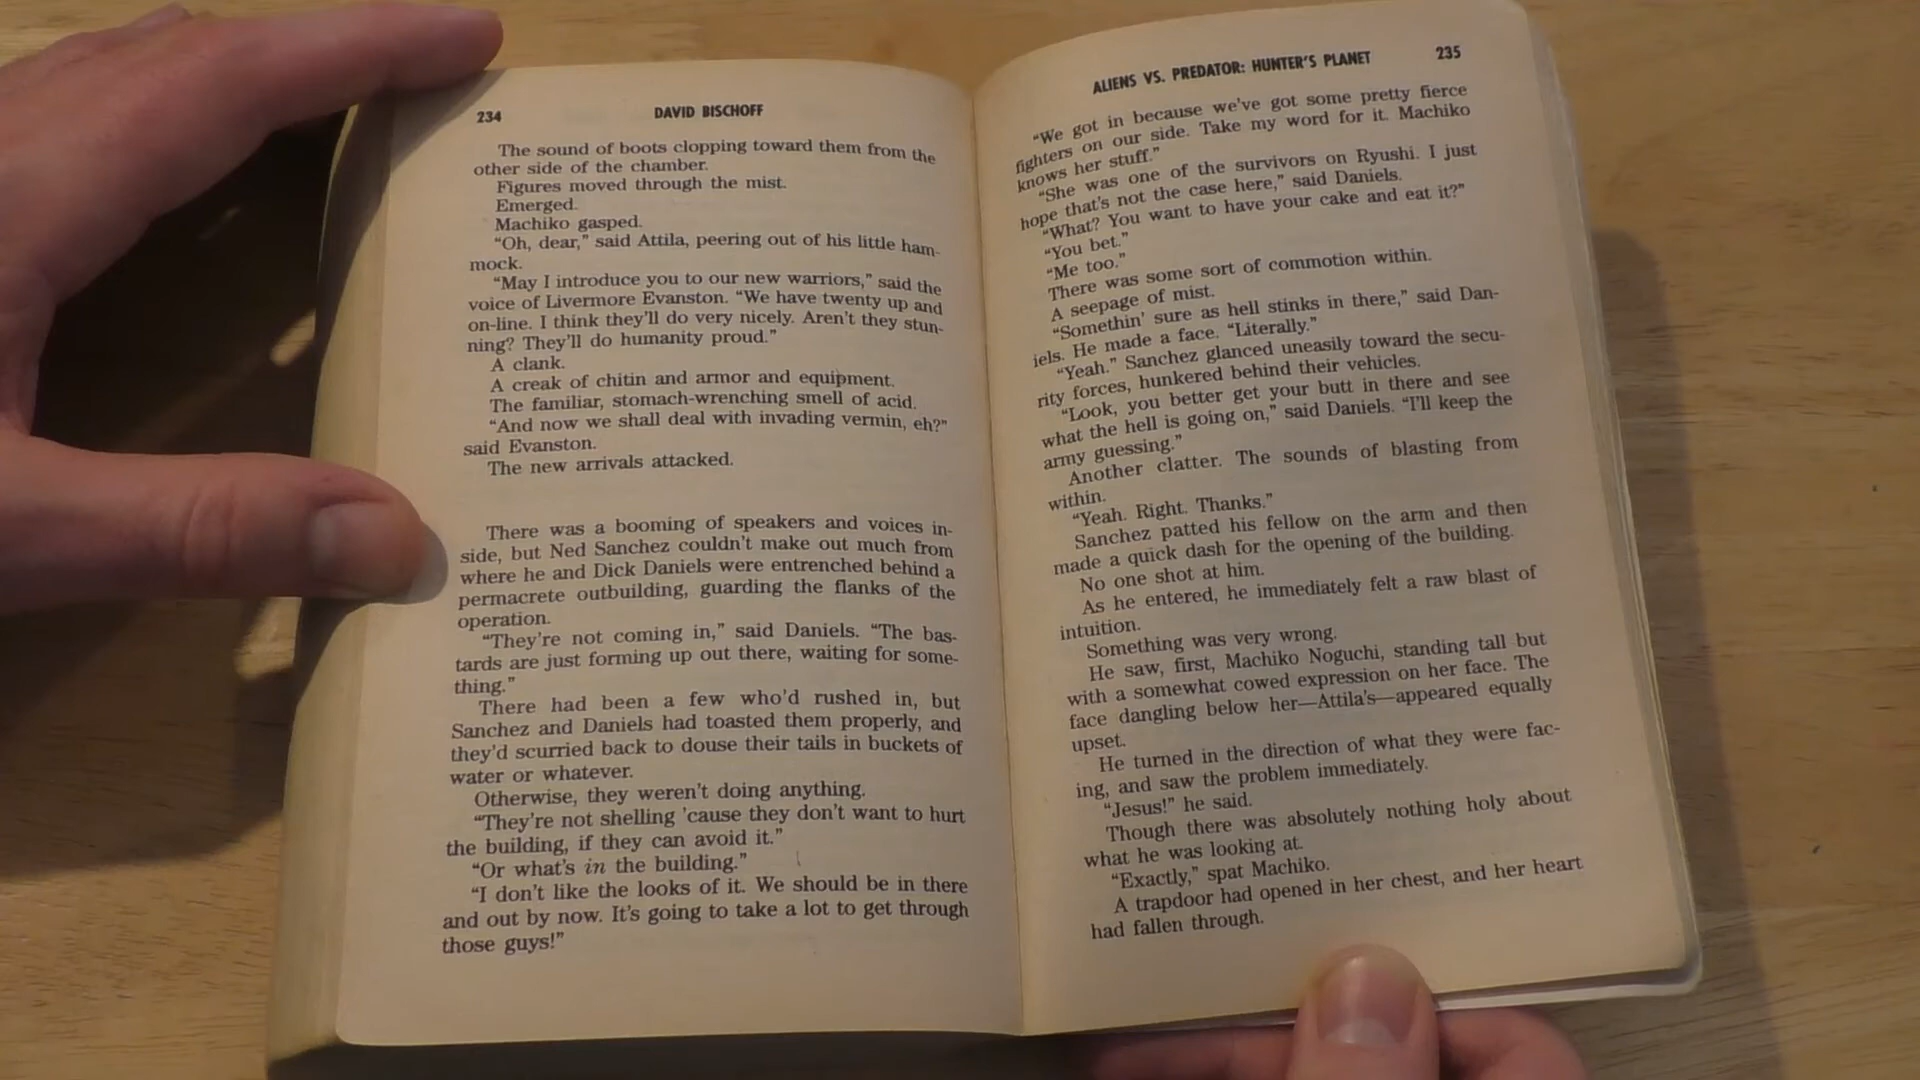 234
DAVID BISCHOFF
The sound of boots clopping toward them from the
other side of the chamber.
Figures moved through the mist.
Emerged.
Machiko gasped.
“Oh, dear,” said Attila, peering out of his little ham-
mock.
“May I introduce you to our new warriors,” said the
voice of Livermore Evanston. “We have twenty up and
on-line. I think they’ll do very nicely. Aren’t they stun-
ning? They’ll do humanity proud.”
A clank.
A creak of chitin and armor and equipment.
The familiar, stomach-wrenching smell of acid.
“And now we shall deal with invading vermin, eh?”
said Evanston.
The new arrivals attacked.
There was a booming of speakers and voices in-
side, but Ned Sanchez couldn’t make out much from
where he and Dick Daniels were entrenched behind a
permacrete outbuilding, guarding the flanks of the
operation.
“They’re not coming in,” said Daniels. “The bas-
tards are just forming up out there, waiting for some-
thing.”
There had been a few who’d rushed in, but
Sanchez and Daniels had toasted them properly, and
they’d scurried back to douse their tails in buckets of
water or whatever.
Otherwise, they weren’t doing anything.
“They’re not shelling ’cause they don’t want to hurt
the building, if they can avoid it.”
“Or what’s in the building.”
“I don’t like the looks of it. We should be in there
and out by now. It’s going to take a lot to get through
those guys!”
ALIENS VS. PREDATOR: HUNTER’S PLANET
235
“We got in because we’ve got some pretty fierce
fighters on our side. Take my word for it. Machiko
knows her stuff.”
“She was one of the survivors on Ryushi. I just
hope that’s not the case here,” said Daniels.
“What? You want to have your cake and eat it?”
“You bet.”
“Me too.”
There was some sort of commotion within.
A seepage of mist.
“Somethin’ sure as hell stinks in there,” said Dan-
iels. He made a face. “Literally.”
“Yeah.” Sanchez glanced uneasily toward the secu-
rity forces, hunkered behind their vehicles.
“Look, you better get your butt in there and see
what the hell is going on,” said Daniels. “I’ll keep the
army guessing.”
Another clatter. The sounds of blasting from
within.
“Yeah. Right. Thanks.”
Sanchez patted his fellow on the arm and then
made a quick dash for the opening of the building.
No one shot at him.
As he entered, he immediately felt a raw blast of
intuition.
Something was very wrong.
He saw, first, Machiko Noguchi, standing tall but
with a somewhat cowed expression on her face. The
face dangling below her—Attila’s—appeared equally
upset.
He turned in the direction of what they were fac-
ing, and saw the problem immediately.
“Jesus!” he said.
Though there was absolutely nothing holy about
what he was looking at.
“Exactly,” spat Machiko.
A trapdoor had opened in her chest, and her heart
had fallen through.